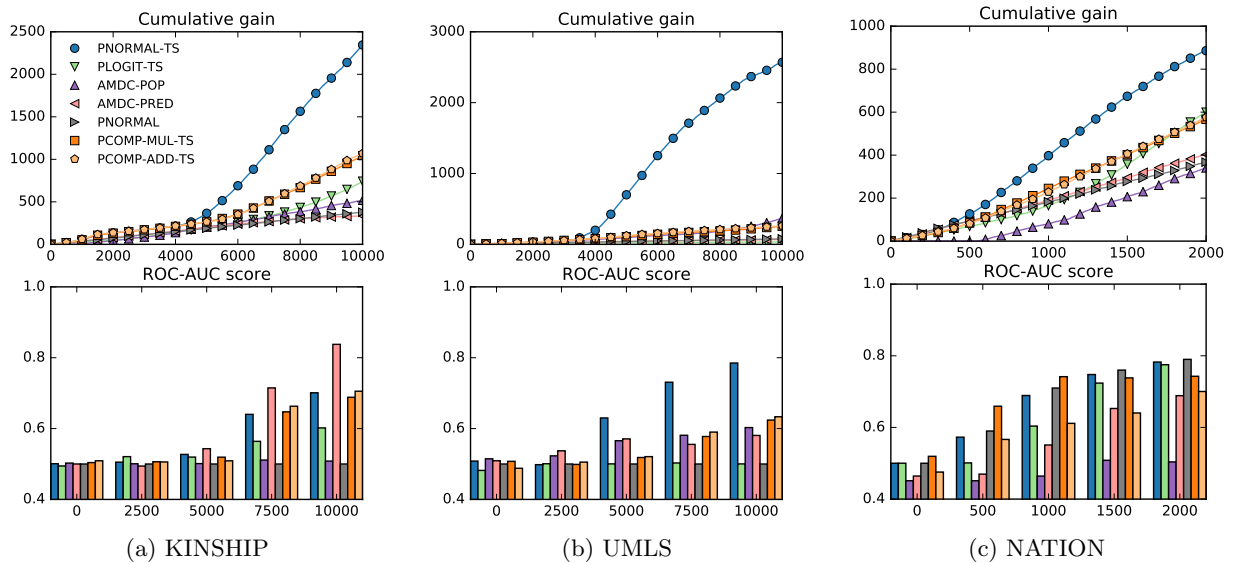 Cumulative gain
2500
2000
1500
1000
500
0
PNORMAL-TS
PLOGIT-TS
AMDC-POP
AMDC-PRED
PNORMAL
PCOMP-MUL-TS
PCOMP-ADD-TS
0 2000 4000 6000 8000 10000
ROC-AUC score
1.0
0.8
0.6
0.4
0 2500 5000 7500 10000
(a) KINSHIP
Cumulative gain
3000
2000
1000
0
0 2000 4000 6000 8000 10000
ROC-AUC score
1.0
0.8
0.6
0.4
0 2500 5000 7500 10000
(b) UMLS
Cumulative gain
1000
800
600
400
200
0
0 500 1000 1500 2000
ROC-AUC score
1.0
0.8
0.6
0.4
0 500 1000 1500 2000
(c) NATION